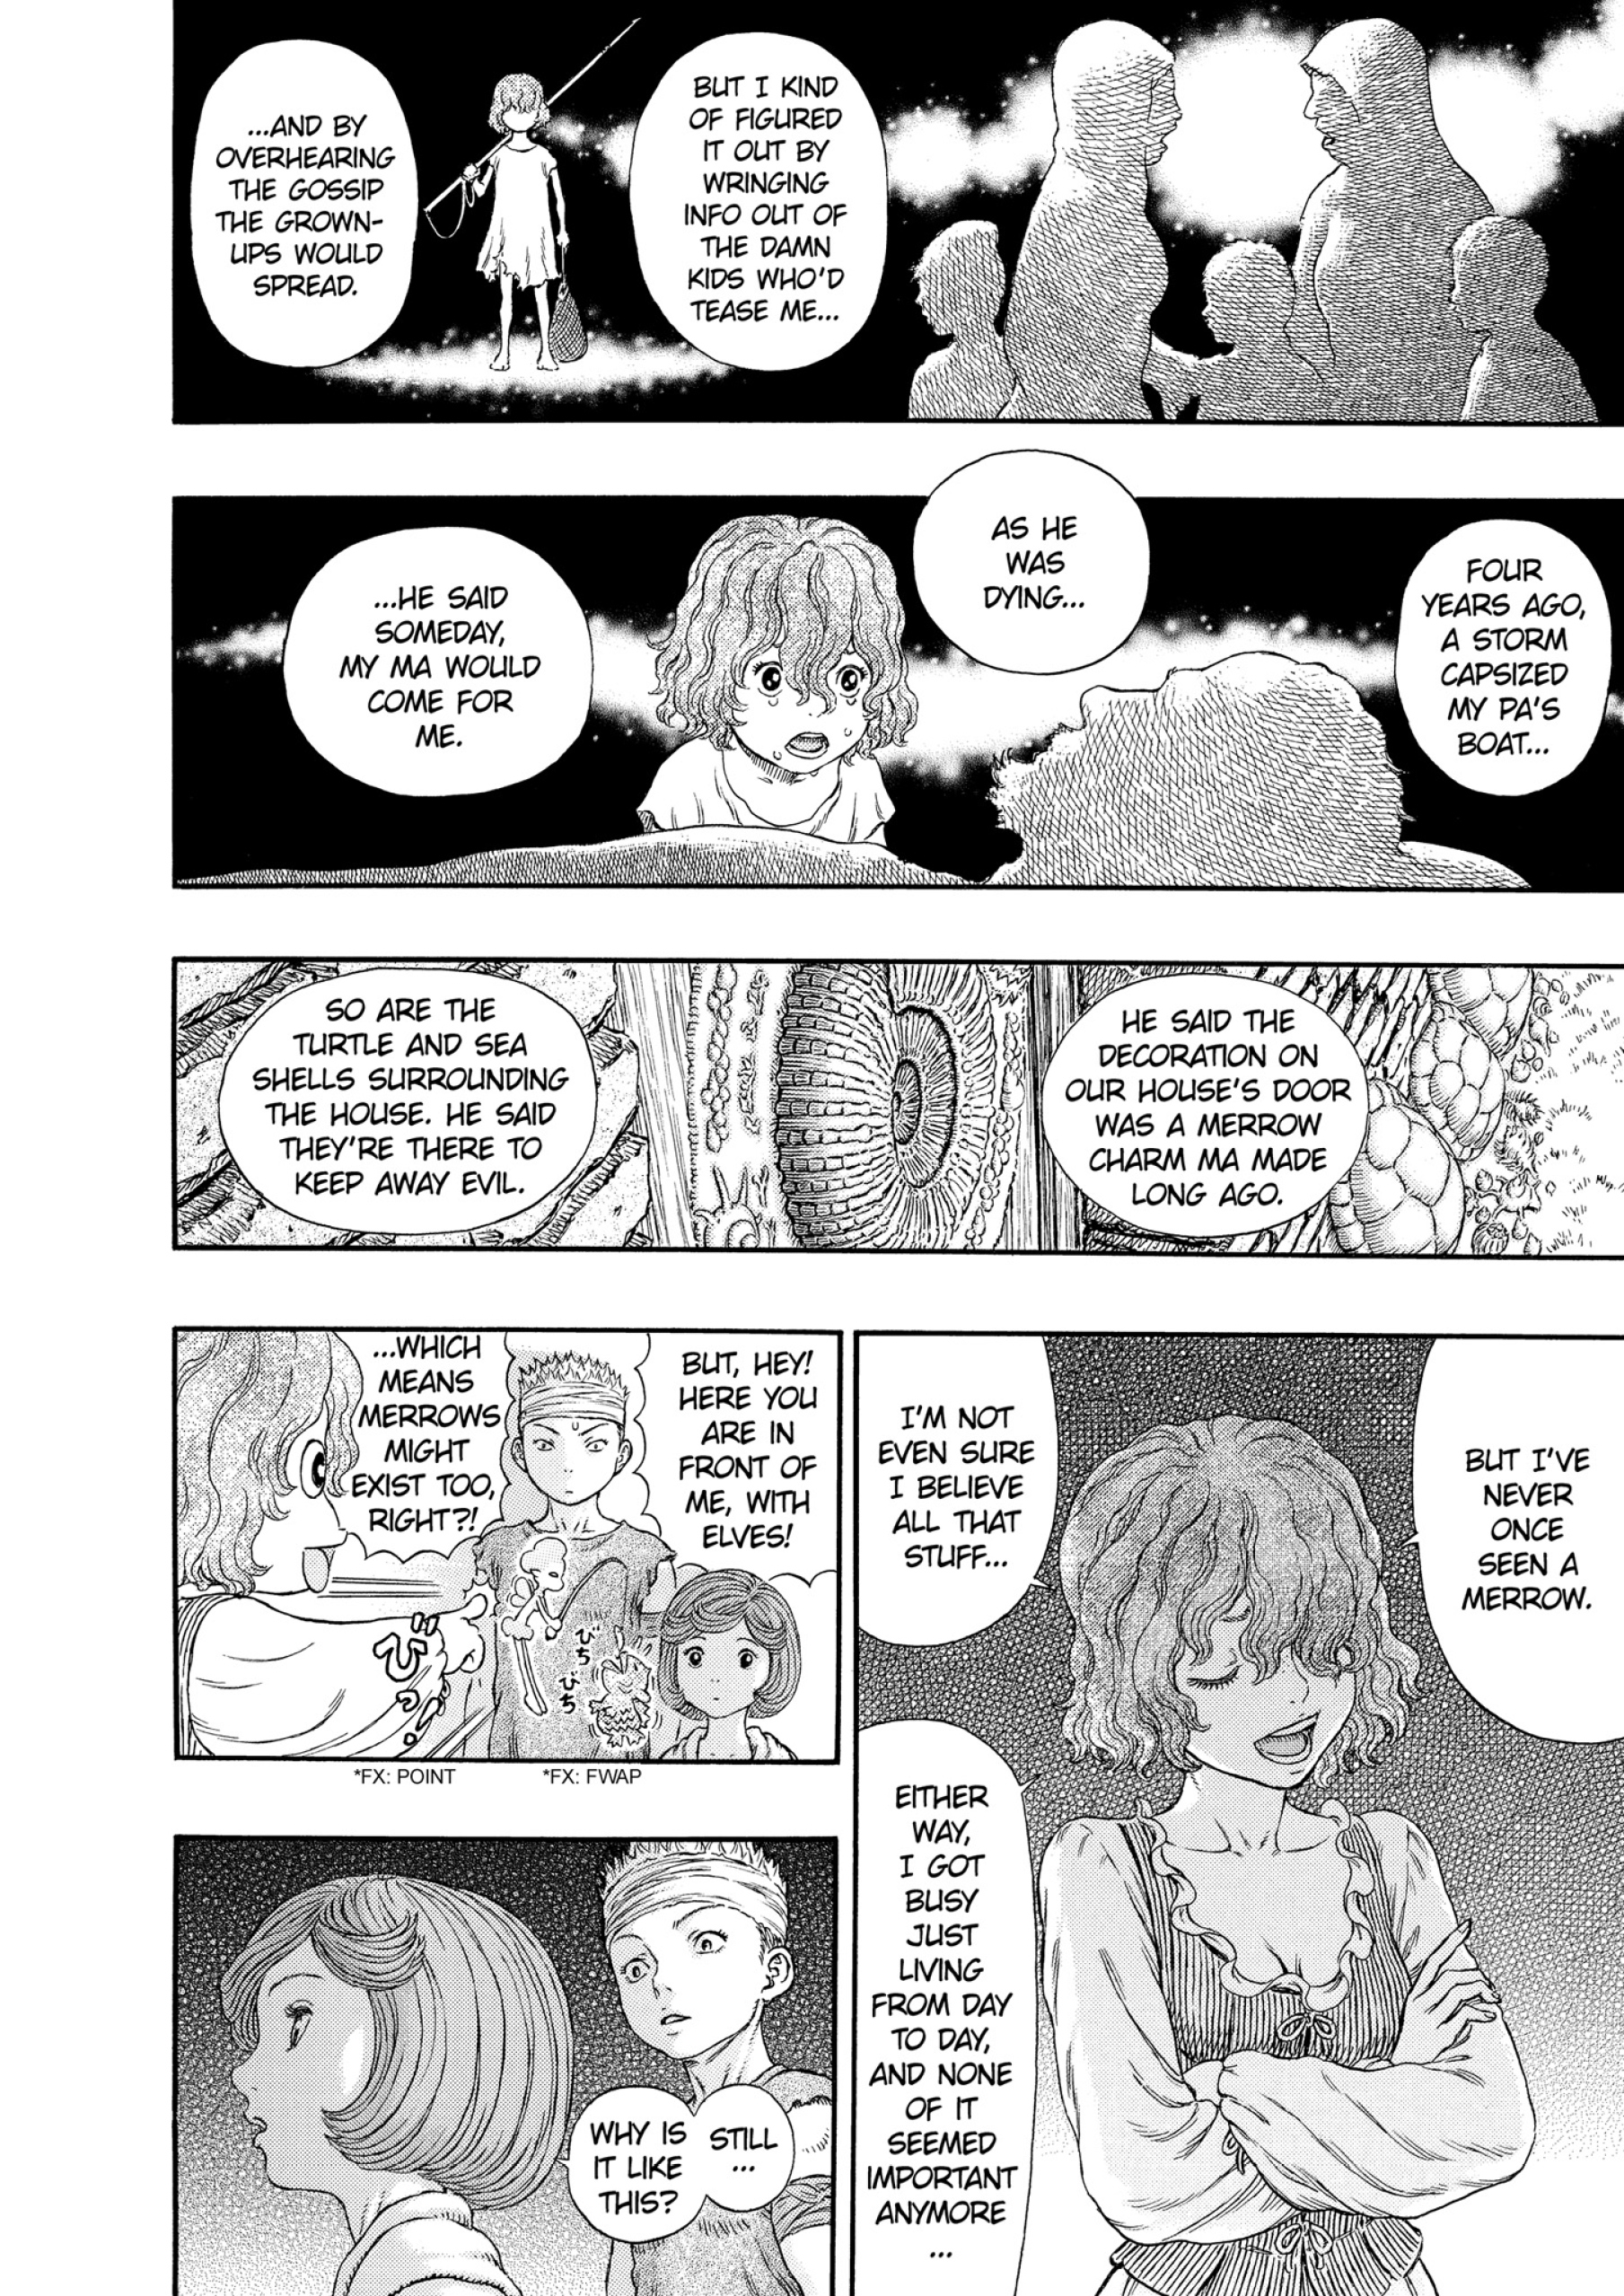 BUT I KIND
OF FIGURED
IT OUT BY
WRINGING
INFO OUT OF
THE DAMN
KIDS WHO'D
TEASE ME...
...AND BY
OVERHEARING
THE GOSSIP
THE GROWN-
UPS WOULD
SPREAD.
FOUR
YEARS AGO,
A STORM
CAPSIZED
MY PA'S
BOAT...
AS HE
WAS
DYING...
...HE SAID
SOMEDAY,
MY MA WOULD
COME FOR
ME.
HE SAID THE
DECORATION ON
OUR HOUSE'S DOOR
WAS A MERROW
CHARM MA MADE
LONG AGO.
SO ARE THE
TURTLE AND SEA
SHELLS SURROUNDING
THE HOUSE. HE SAID
THEY'RE THERE TO
KEEP AWAY EVIL.
BUT I'VE
NEVER
ONCE
SEEN A
MERROW.
I'M NOT
EVEN SURE
I BELIEVE
ALL THAT
STUFF...
EITHER
WAY,
I GOT
BUSY
JUST
LIVING
FROM DAY
TO DAY,
AND NONE
OF IT
SEEMED
IMPORTANT
ANYMORE
...
BUT, HEY!
HERE YOU
ARE IN
FRONT OF
ME, WITH
ELVES!
...WHICH
MEANS
MERROWS
MIGHT
EXIST TOO,
RIGHT?!
びち
びち
びっ
*FX: POINT
*FX: FWAP
STILL
...
WHY IS
IT LIKE
THIS?